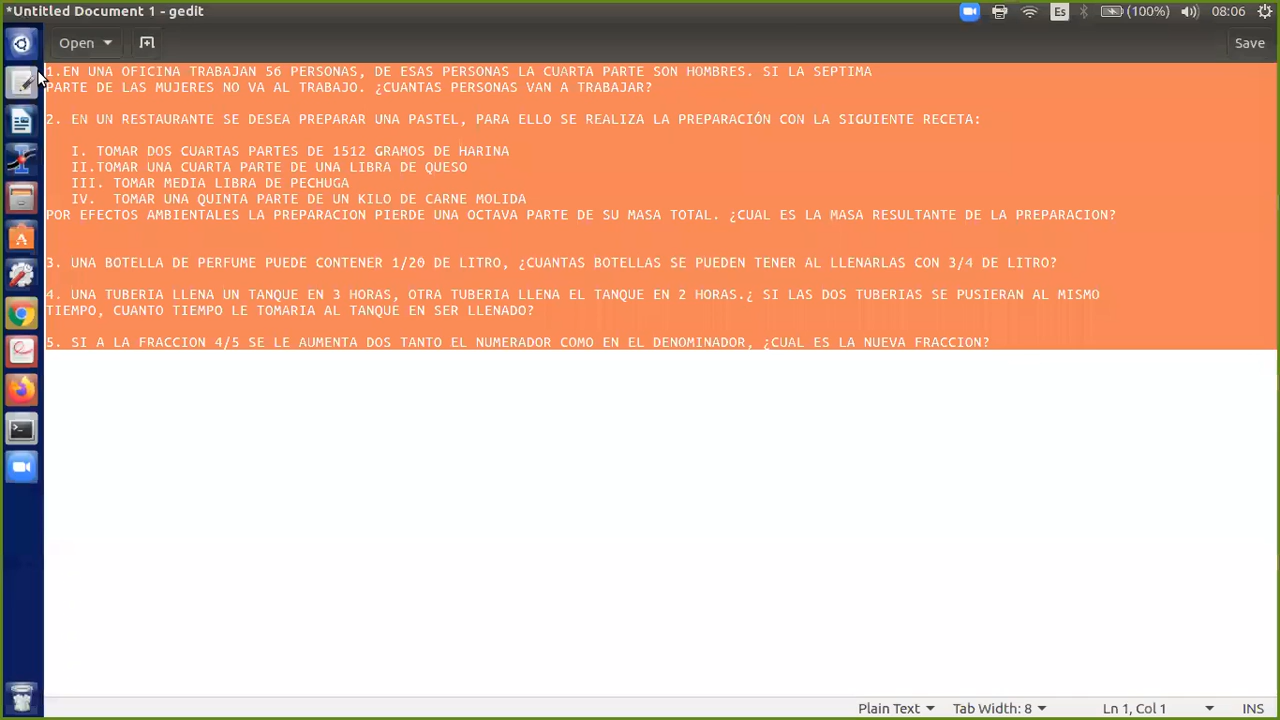 *Untitled Document 1 - gedit
Es
(100%)
08:06
Open
Save
1.EN UNA OFICINA TRABAJAN 56 PERSONAS, DE ESAS PERSONAS LA CUARTA PARTE SON HOMBRES. SI LA SEPTIMA
PARTE DE LAS MUJERES NO VA AL TRABAJO. ¿CUANTAS PERSONAS VAN A TRABAJAR?
2. EN UN RESTAURANTE SE DESEA PREPARAR UNA PASTEL, PARA ELLO SE REALIZA LA PREPARACIÓN CON LA SIGUIENTE RECETA:
I. TOMAR DOS CUARTAS PARTES DE 1512 GRAMOS DE HARINA
II.TOMAR UNA CUARTA PARTE DE UNA LIBRA DE QUESO
III. TOMAR MEDIA LIBRA DE PECHUGA
IV.  TOMAR UNA QUINTA PARTE DE UN KILO DE CARNE MOLIDA
POR EFECTOS AMBIENTALES LA PREPARACION PIERDE UNA OCTAVA PARTE DE SU MASA TOTAL. ¿CUAL ES LA MASA RESULTANTE DE LA PREPARACION?
3. UNA BOTELLA DE PERFUME PUEDE CONTENER 1/20 DE LITRO, ¿CUANTAS BOTELLAS SE PUEDEN TENER AL LLENARLAS CON 3/4 DE LITRO?
4. UNA TUBERIA LLENA UN TANQUE EN 3 HORAS, OTRA TUBERIA LLENA EL TANQUE EN 2 HORAS.¿ SI LAS DOS TUBERIAS SE PUSIERAN AL MISMO
TIEMPO, CUANTO TIEMPO LE TOMARIA AL TANQUE EN SER LLENADO?
5. SI A LA FRACCION 4/5 SE LE AUMENTA DOS TANTO EL NUMERADOR COMO EN EL DENOMINADOR, ¿CUAL ES LA NUEVA FRACCION?
Plain Text
Tab Width: 8
Ln 1, Col 1
INS